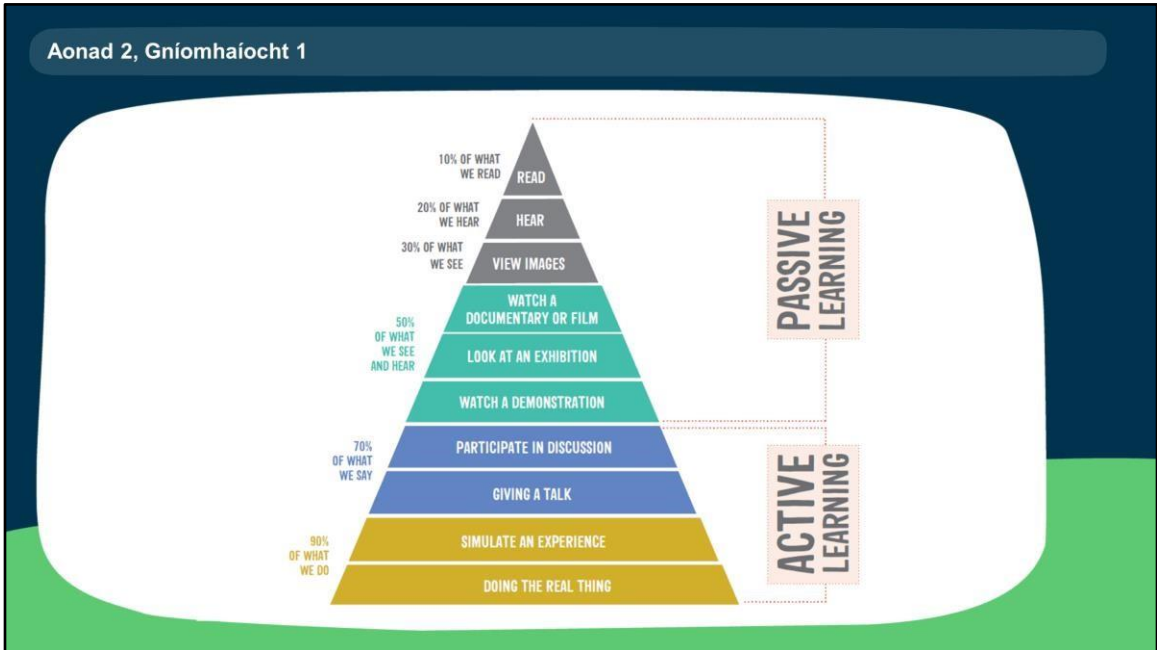 Aonad 2, Gníomhaíocht 1
10% OF WHAT
WE READ
READ
20% OF WHAT
WE HEAR
HEAR
30% OF WHAT
WE SEE
VIEW IMAGES
50%
OF WHAT
WE SEE
AND HEAR
WATCH A
DOCUMENTARY OR FILM
LOOK AT AN EXHIBITION
WATCH A DEMONSTRATION
PASSIVE
LEARNING
70%
OF WHAT
WE SAY
PARTICIPATE IN DISCUSSION
GIVING A TALK
90%
OF WHAT
WE DO
SIMULATE AN EXPERIENCE
DOING THE REAL THING
ACTIVE
LEARNING